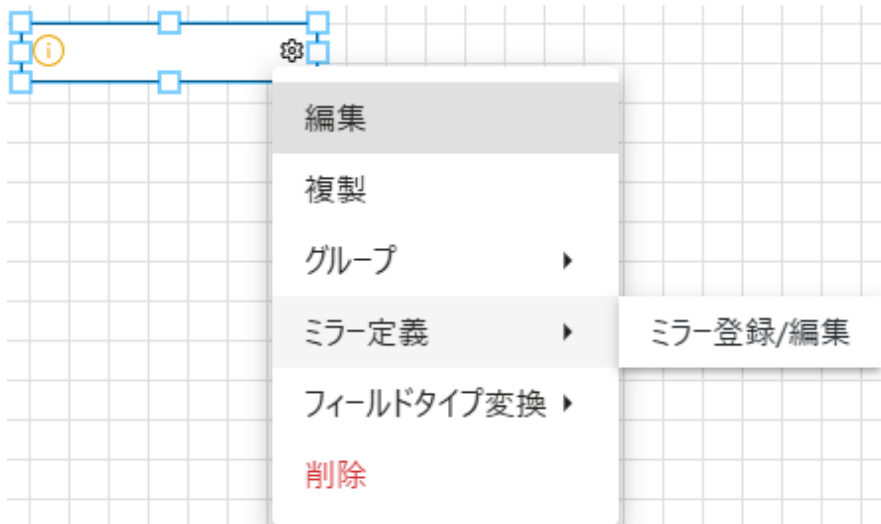 編集
複製
グループ
ミラー定義
ミラー登録/編集
フィールドタイプ変換
削除